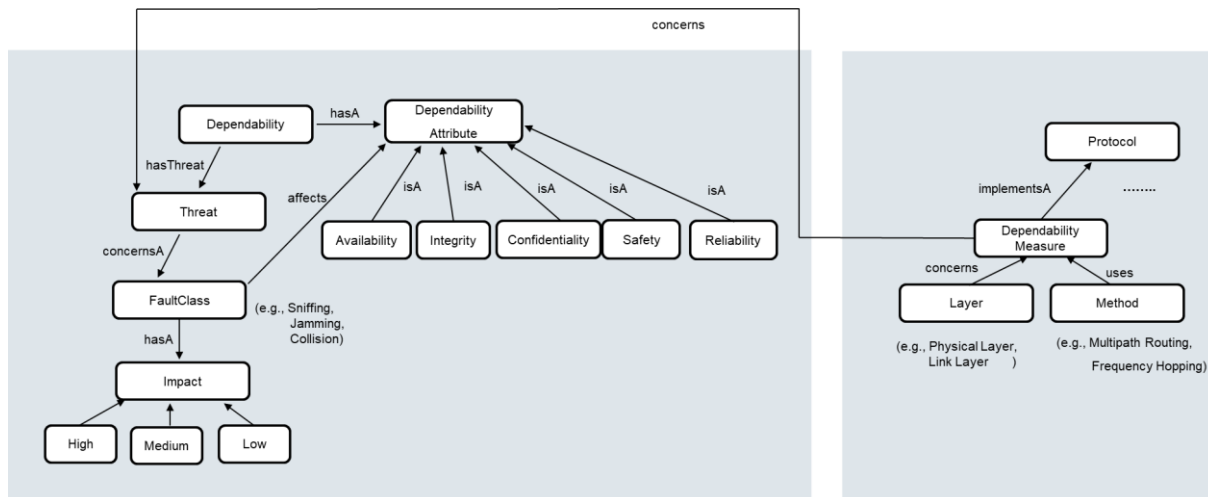 concerns
Dependability
hasA
Dependability
Attribute
hasThreat
Threat
affects
isA
isA
isA
isA
isA
Availability
Integrity
Confidentiality
Safety
Reliability
concernsA
FaultClass
(e.g., Sniffing,
Jamming,
Collision)
hasA
Impact
High
Medium
Low
Protocol
implementsA
........
Dependability
Measure
concerns
uses
Layer
Method
(e.g., Physical Layer,
Link Layer )
(e.g., Multipath Routing,
Frequency Hopping)